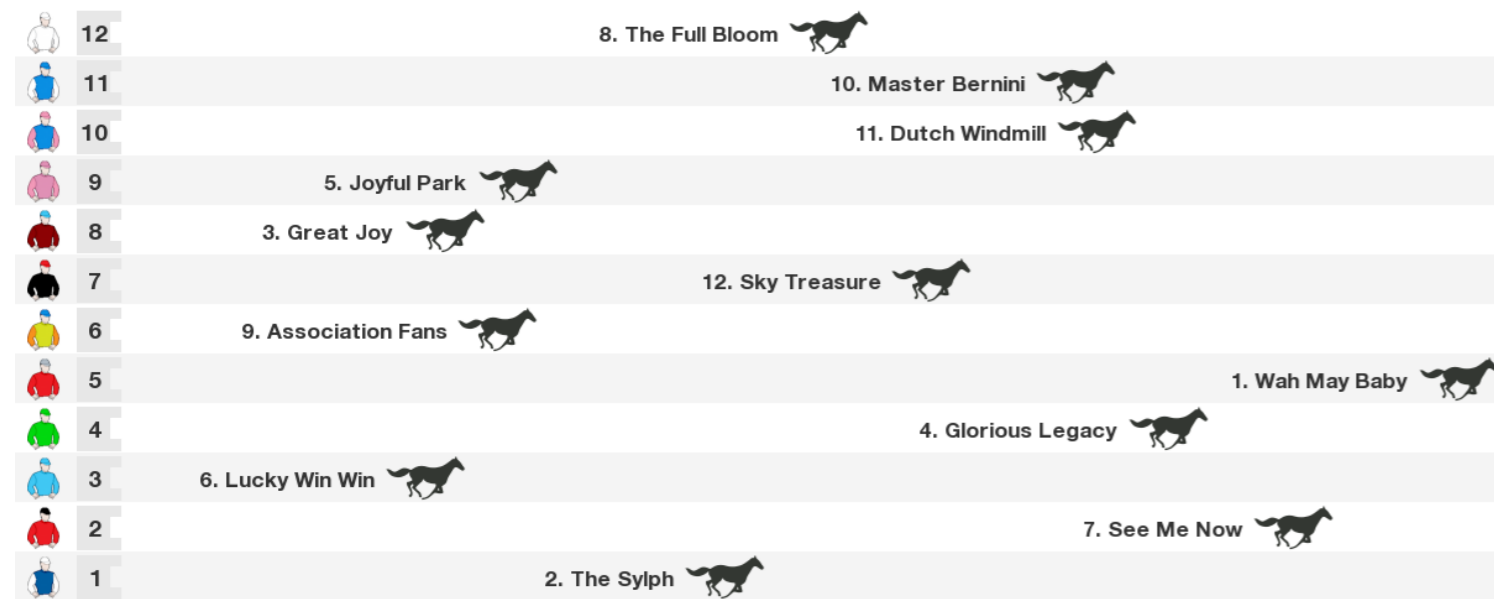 12 8. The Full Bloom
11 10. Master Bernini
10 11. Dutch Windmill
9 5. Joyful Park
8 3. Great Joy
7 12. Sky Treasure
6 9. Association Fans
5 1. Wah May Baby
4 4. Glorious Legacy
3 6. Lucky Win Win
2 7. See Me Now
1 2. The Sylph